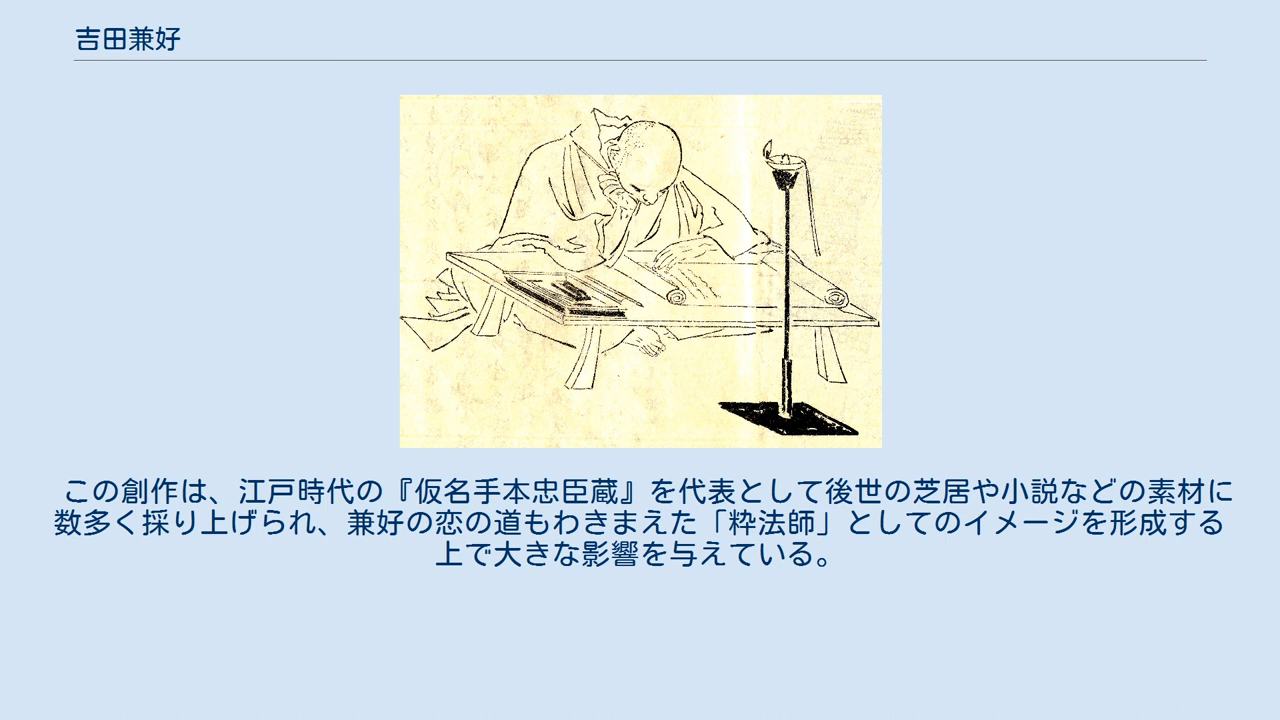 吉田兼好
この創作は、江戸時代の『仮名手本忠臣蔵』を代表として後世の芝居や小説などの素材に
数多く採り上げられ、兼好の恋の道もわきまえた「粋法師」としてのイメージを形成する
上で大きな影響を与えている。